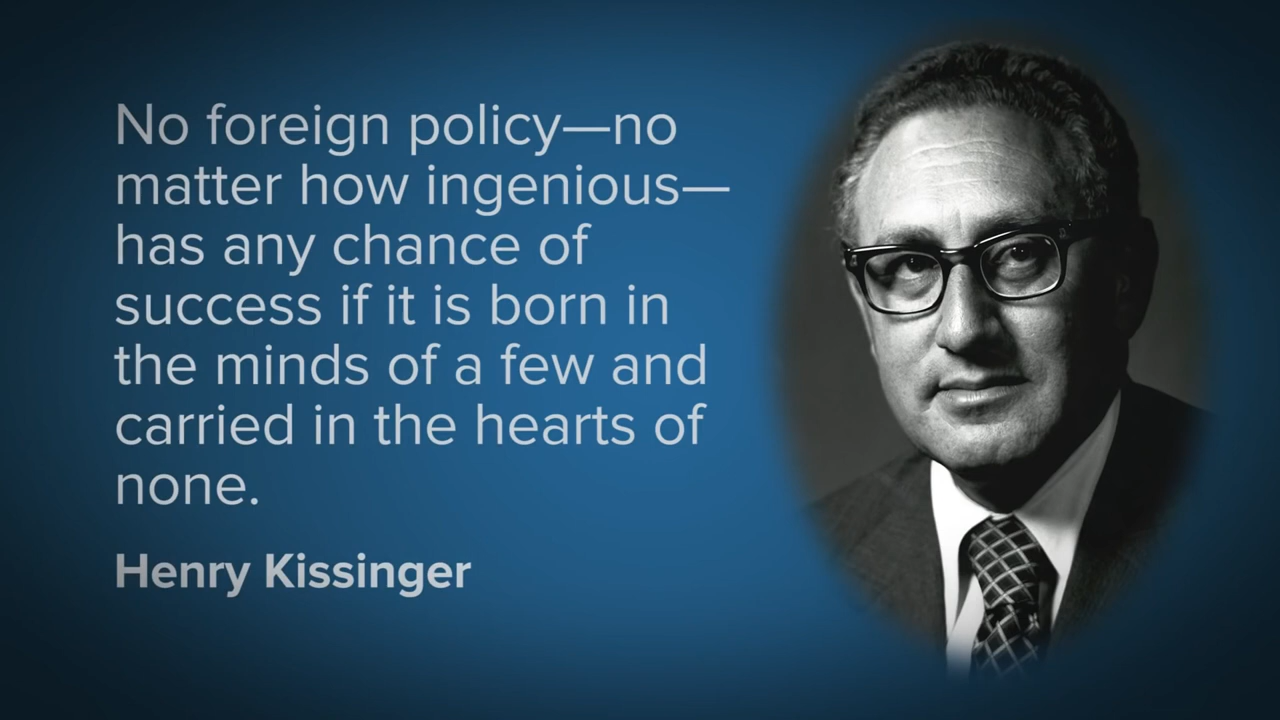 No foreign policy—no
matter how ingenious—
has any chance of
success if it is born in
the minds of a few and
carried in the hearts of
none.
Henry Kissinger